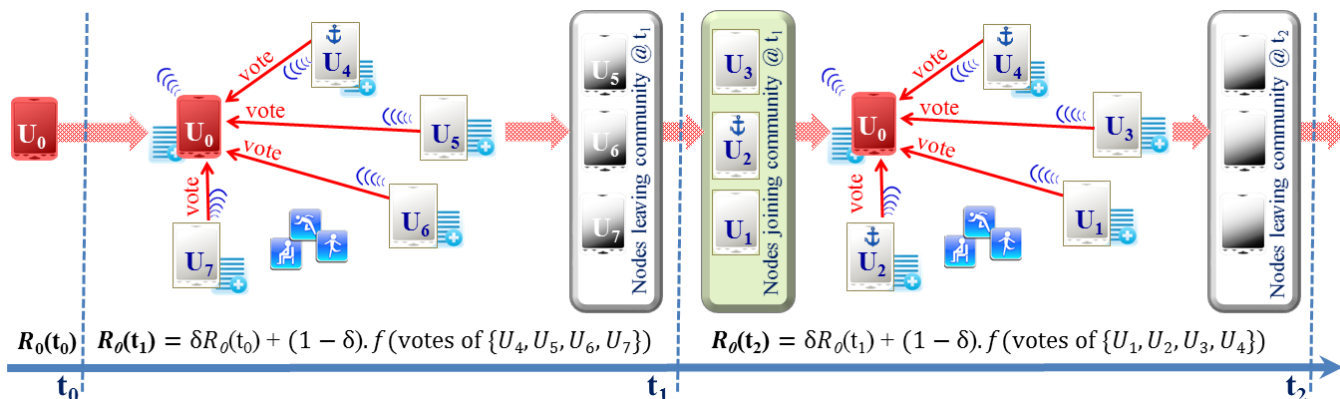 U₀
vote
vote
vote
vote
U₀
U₄
U₅
U₆
U₇
U₅
U₆
U₇
Nodes leaving community @ t₁
Nodes joining community @ t₁
U₃
U₂
U₁
vote
vote
vote
vote
U₀
U₄
U₃
U₁
U₂
Nodes leaving community @ t₂
R₀(t₀)
R₀(t₁) = δR₀(t₀) + (1 − δ). f(votes of {U₄, U₅, U₆, U₇})
R₀(t₂) = δR₀(t₁) + (1 − δ). f(votes of {U₁, U₂, U₃, U₄})
t₀
t₁
t₂